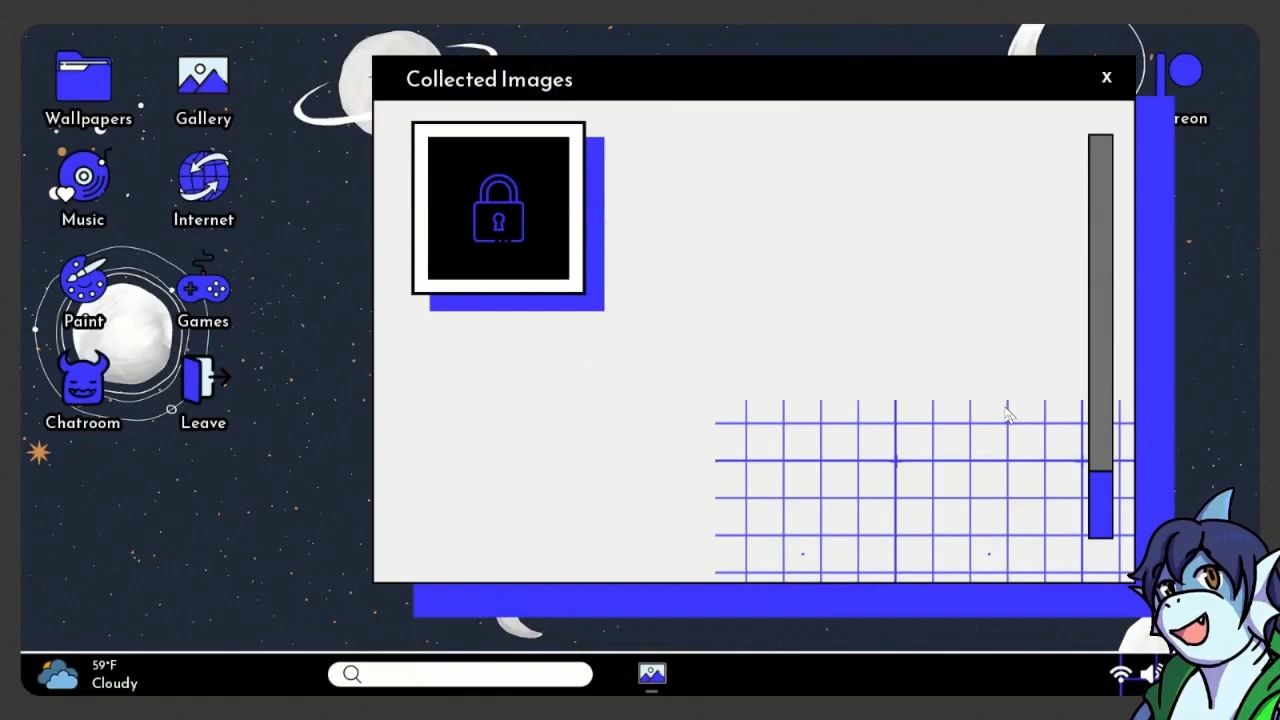 Collected Images
x
Wallpapers
Gallery
reon
Music
Internet
Paint
Games
Chatroom
Leave
59°F
Cloudy